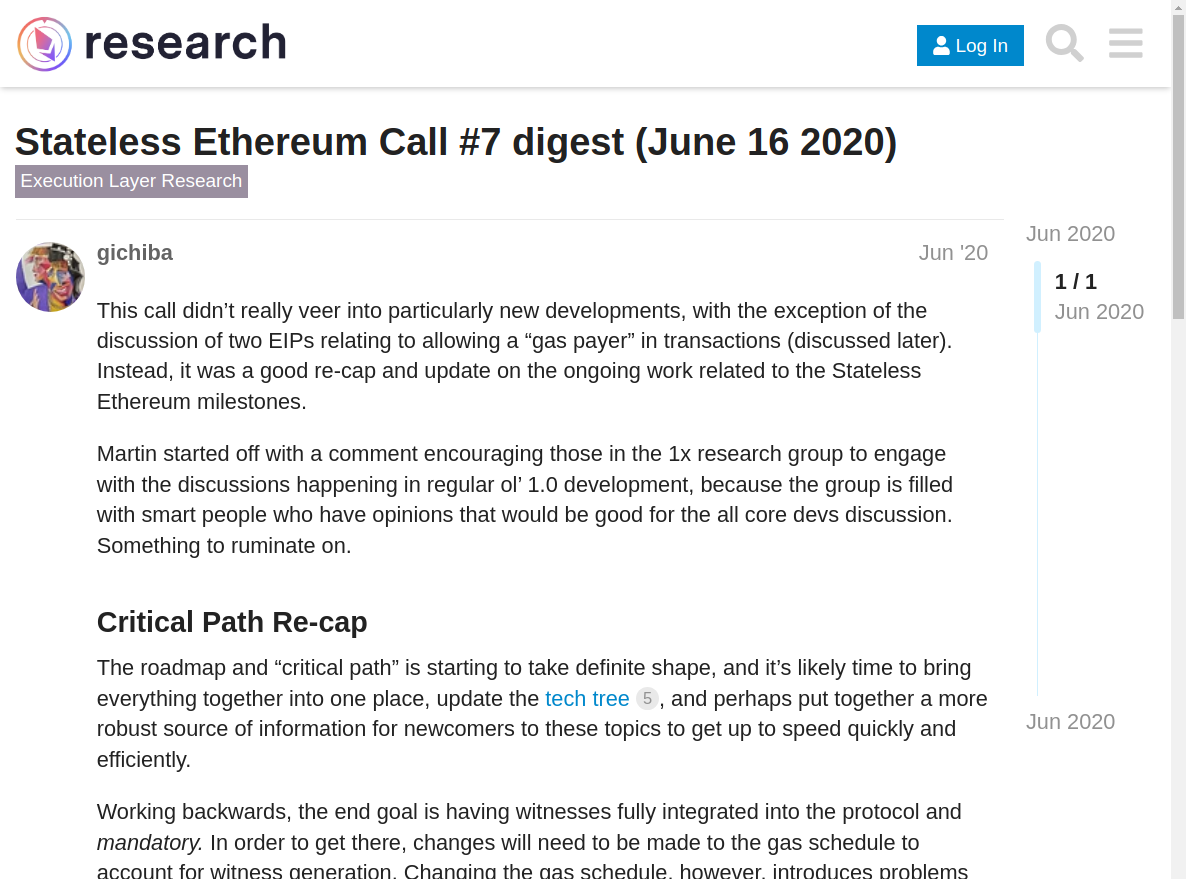 research
Log In
Stateless Ethereum Call #7 digest (June 16 2020)
Execution Layer Research
gichiba
Jun '20
This call didn’t really veer into particularly new developments, with the exception of the
discussion of two EIPs relating to allowing a “gas payer” in transactions (discussed later).
Instead, it was a good re-cap and update on the ongoing work related to the Stateless
Ethereum milestones.
Martin started off with a comment encouraging those in the 1x research group to engage
with the discussions happening in regular ol’ 1.0 development, because the group is filled
with smart people who have opinions that would be good for the all core devs discussion.
Something to ruminate on.
Critical Path Re-cap
The roadmap and “critical path” is starting to take definite shape, and it’s likely time to bring
everything together into one place, update the tech tree 5, and perhaps put together a more
robust source of information for newcomers to these topics to get up to speed quickly and
efficiently.
Working backwards, the end goal is having witnesses fully integrated into the protocol and
mandatory. In order to get there, changes will need to be made to the gas schedule to
account for witness generation. Changing the gas schedule, however, introduces problems
Jun 2020
1 / 1
Jun 2020
Jun 2020